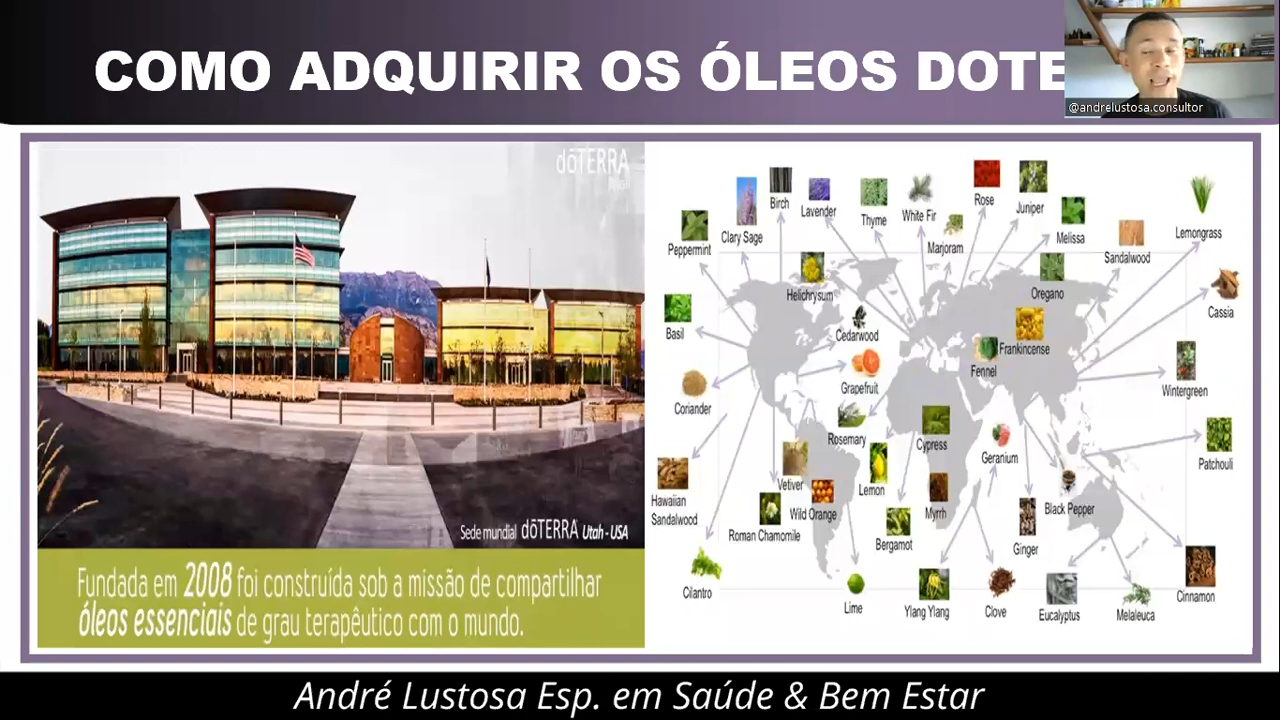 COMO ADQUIRIR OS ÓLEOS DOTE
@andrelustosa.consultor
dōTERRA
Sede mundial dōTERRA Utah - USA
Fundada em 2008 foi construída sob a missão de compartilhar
óleos essenciais de grau terapêutico com o mundo.
Peppermint
Clary Sage
Birch
Lavender
Thyme
White Fir
Marjoram
Rose
Juniper
Melissa
Sandalwood
Lemongrass
Helichrysum
Oregano
Cassia
Basil
Cedarwood
Frankincense
Fennel
Grapefruit
Wintergreen
Coriander
Rosemary
Cypress
Geranium
Patchouli
Hawaiian
Sandalwood
Vetiver
Lemon
Wild Orange
Myrrh
Black Pepper
Roman Chamomile
Bergamot
Ginger
Cilantro
Lime
Ylang Ylang
Clove
Eucalyptus
Melaleuca
Cinnamon
André Lustosa Esp. em Saúde & Bem Estar